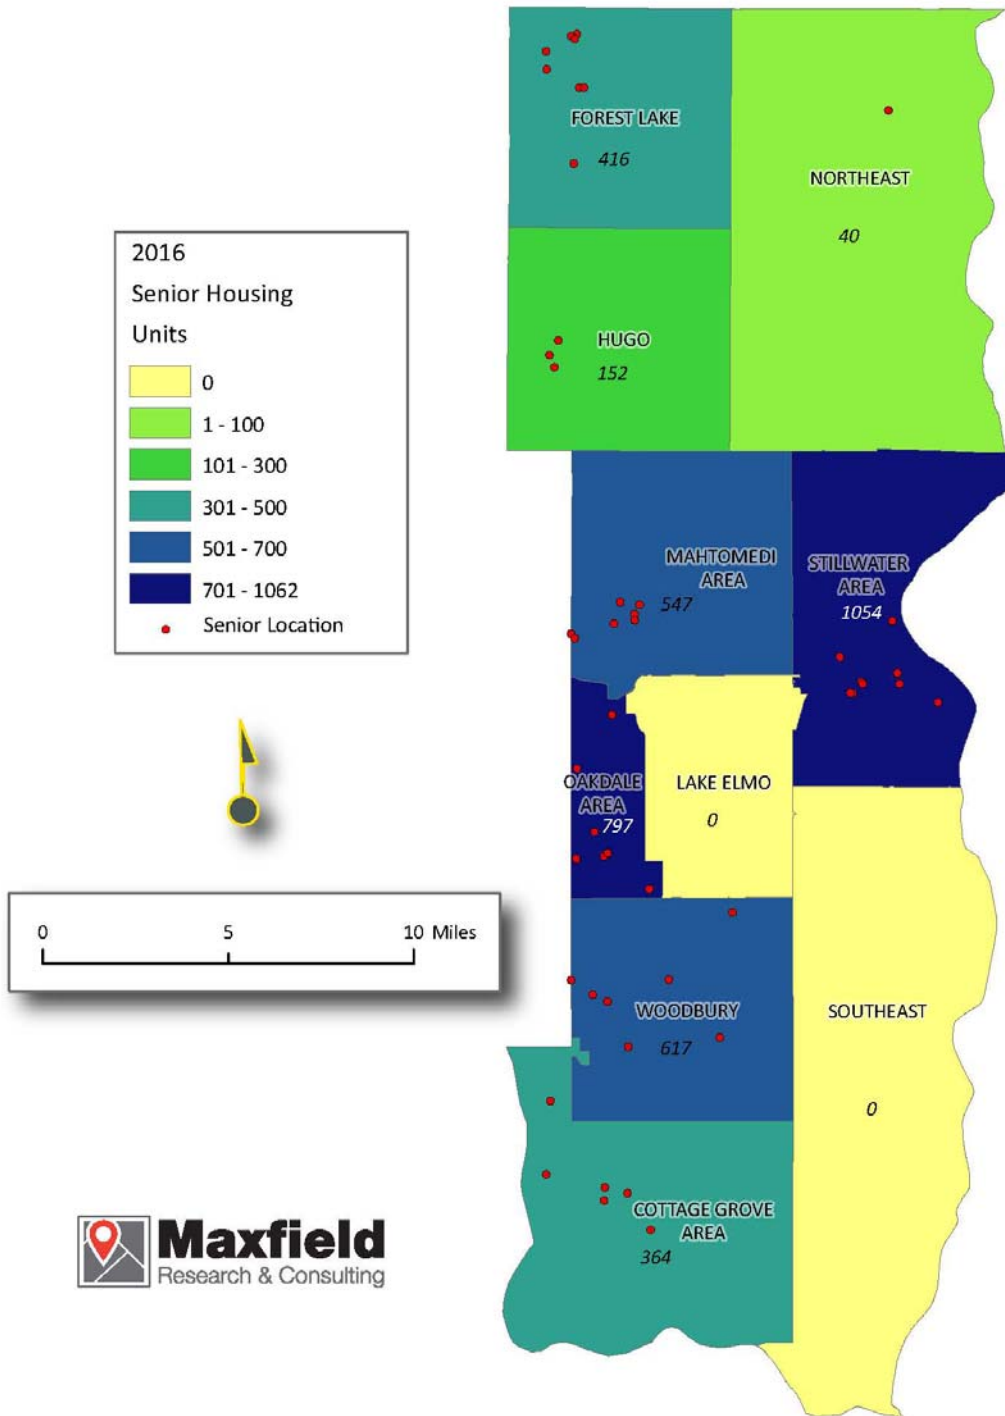 FOREST LAKE
416
NORTHEAST
40
2016
Senior Housing
Units
0
1 - 100
101 - 300
301 - 500
501 - 700
701 - 1062
Senior Location
HUGO
152
MAHTOMEDI
AREA
547
STILLWATER
AREA
1054
OAKDALE
AREA
797
LAKE ELMO
0
0 5 10 Miles
WOODBURY
617
SOUTHEAST
0
COTTAGE GROVE
AREA
364
Maxfield
Research & Consulting